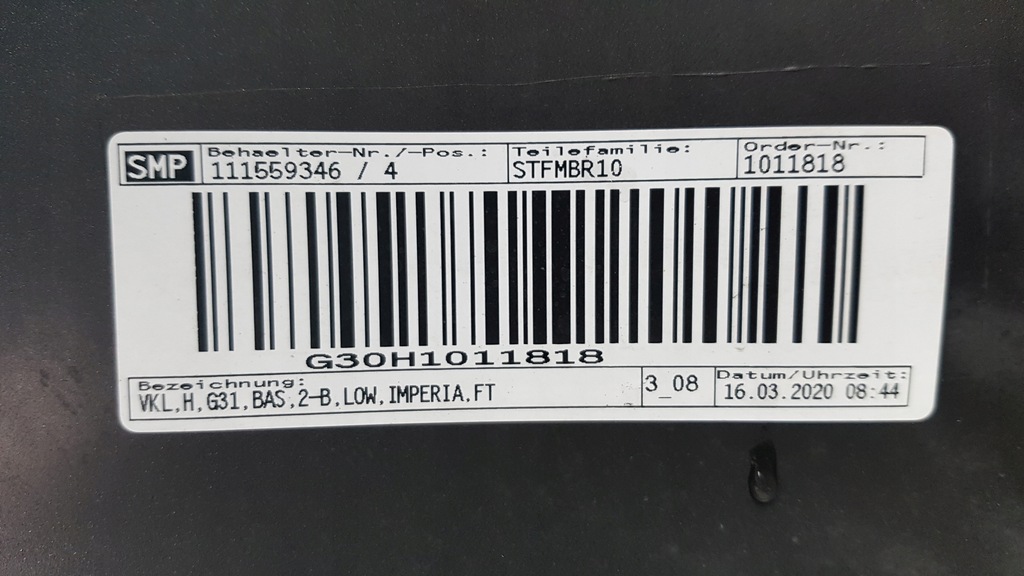 SMP
Behaelter-Nr./-Pos.: Teilefamilie: Order-Nr.:
111559346 / 4 STFMBR10 1011818
G30H1011818
Bezeichnung: 3_08 Datum/Uhrzeit:
VKL,H,G31,BAS,2-B,LOW,IMPERIA,FT 16.03.2020 08:44